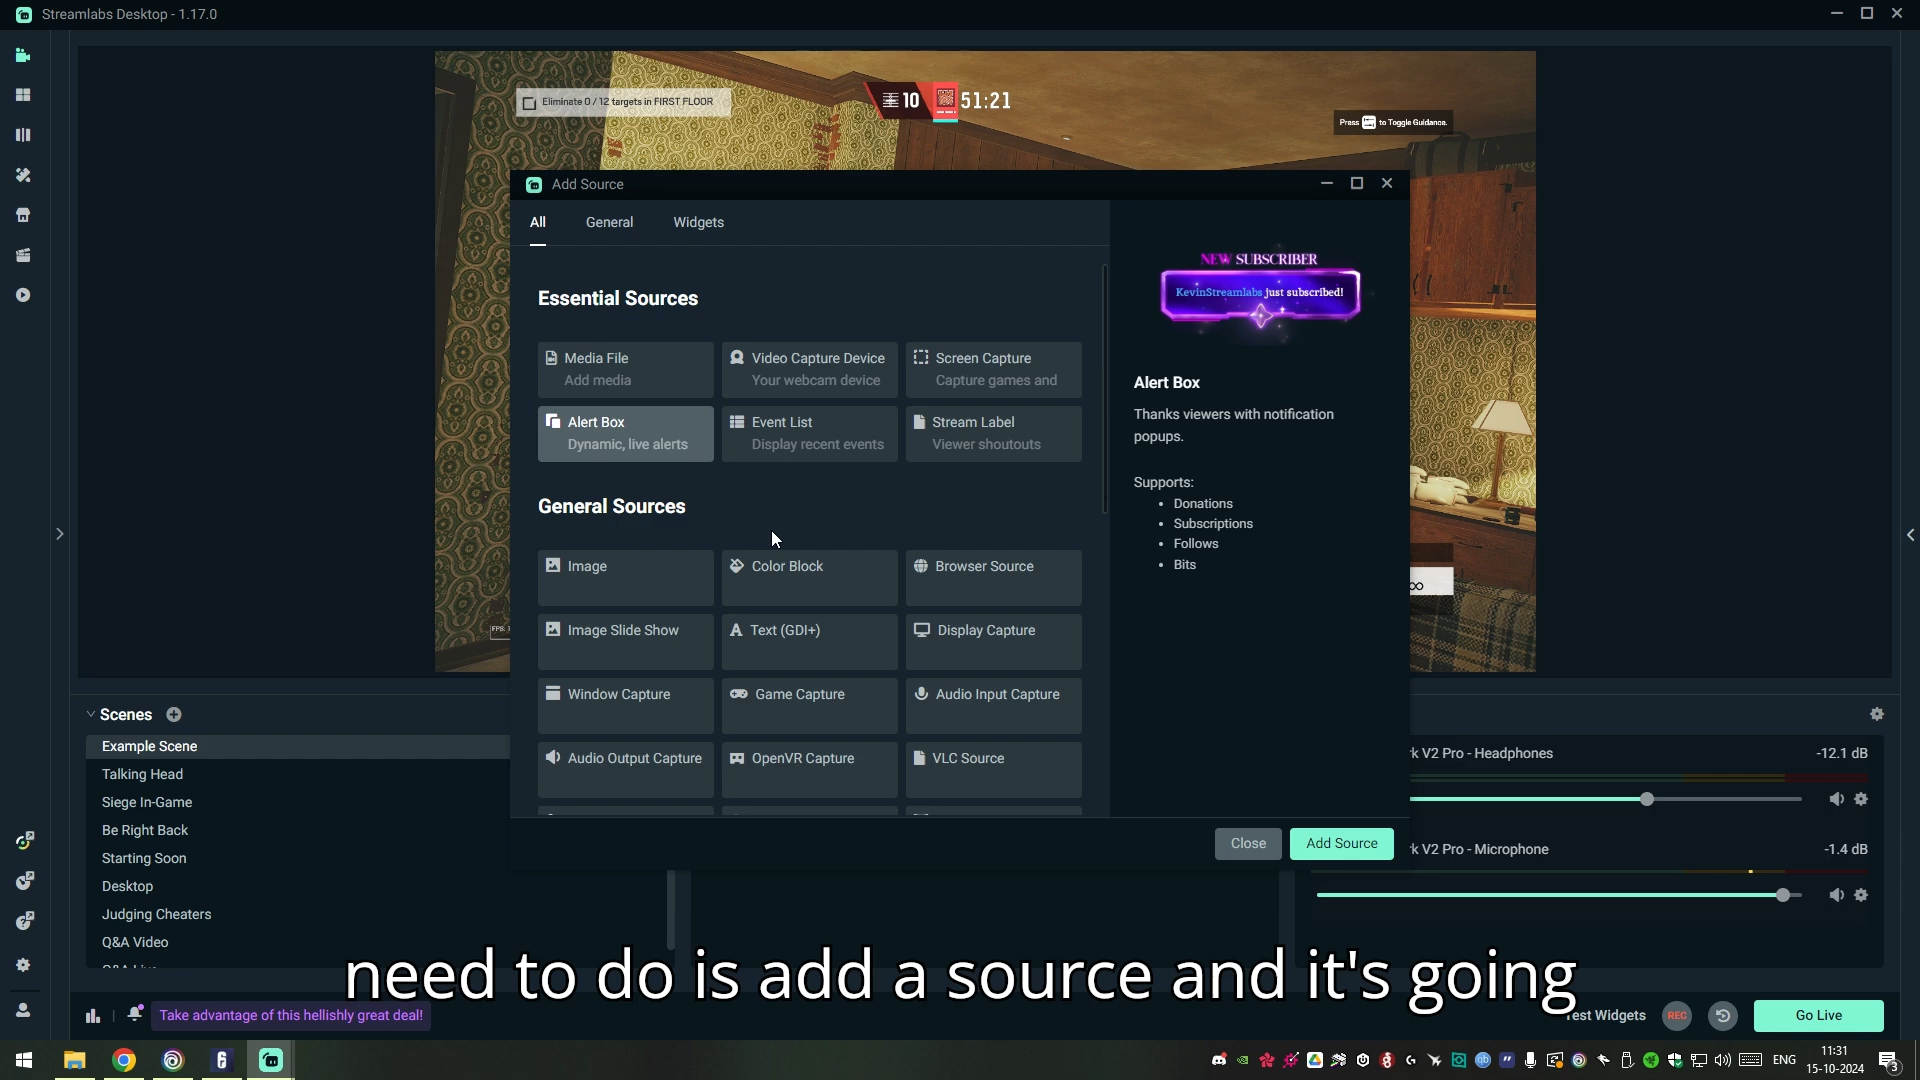 Streamlabs Desktop - 1.17.0
Eliminate 0 / 12 targets in FIRST FLOOR
10
51:21
Press to Toggle Guidance.
Add Source
All
General
Widgets
Essential Sources
Media File
Add media
Video Capture Device
Your webcam device
Screen Capture
Capture games and
Alert Box
Dynamic, live alerts
Event List
Display recent events
Stream Label
Viewer shoutouts
General Sources
Image
Color Block
Browser Source
Image Slide Show
Text (GDI+)
Display Capture
Window Capture
Game Capture
Audio Input Capture
Audio Output Capture
OpenVR Capture
VLC Source
NEW SUBSCRIBER
KevinStreamlabs just subscribed!
Alert Box
Thanks viewers with notification
popups.
Supports:
• Donations
• Subscriptions
• Follows
• Bits
Close
Add Source
FPS:
Scenes
Example Scene
Talking Head
Siege In-Game
Be Right Back
Starting Soon
Desktop
Judging Cheaters
Q&A Video
k V2 Pro - Headphones
-12.1 dB
k V2 Pro - Microphone
-1.4 dB
need to do is add a source and it's going
Take advantage of this hellishly great deal!
Test Widgets
REC
Go Live
ENG
11:31
15-10-2024
3